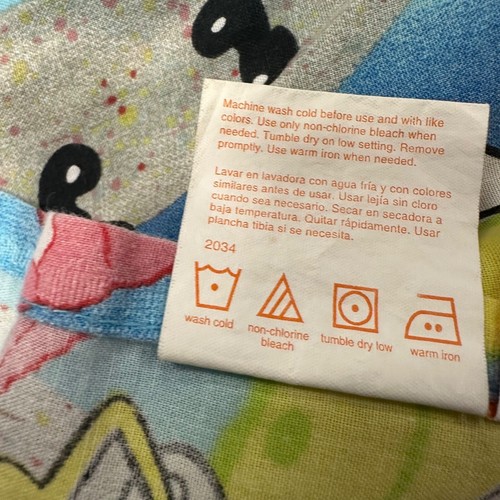 Machine wash cold before use and with like
colors. Use only non-chlorine bleach when
needed. Tumble dry on low setting. Remove
promptly. Use warm iron when needed.
Lavar en lavadora con agua fría y con colores
similares antes de usar. Usar lejía sin cloro
cuando sea necesario. Secar en secadora a
baja temperatura. Quitar rápidamente. Usar
plancha tibia si se necesita.
2034
wash cold
non-chlorine
bleach
tumble dry low
warm iron